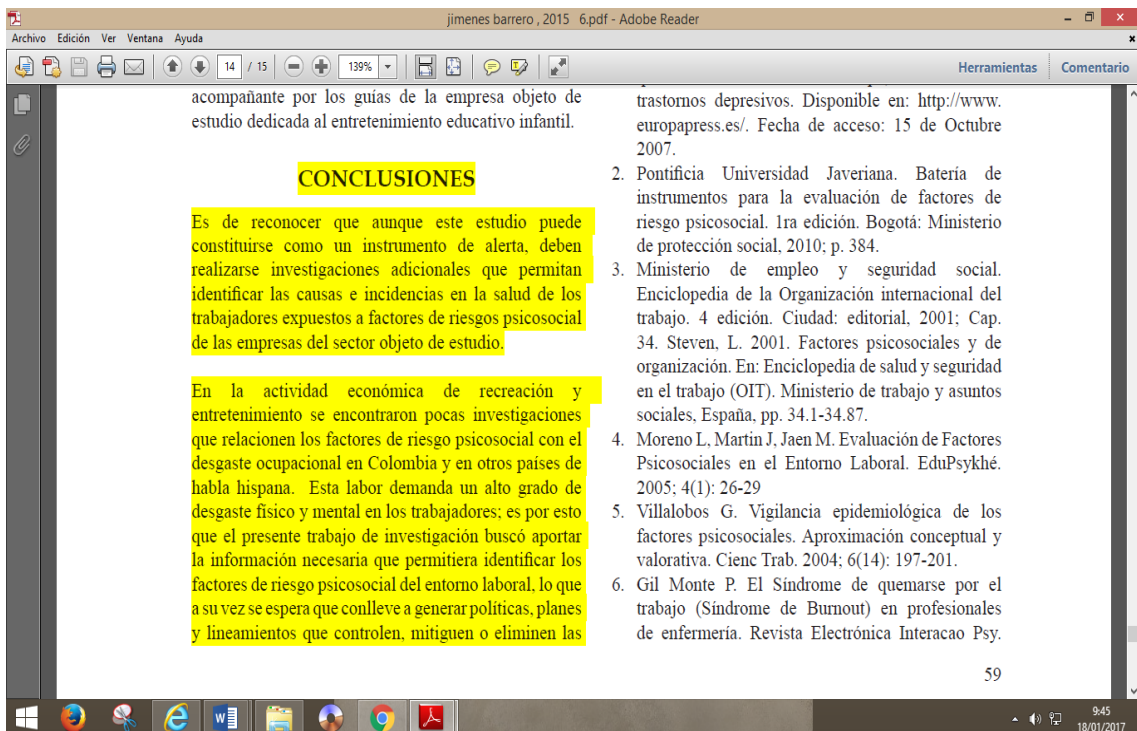 jimenes barrero , 2015 6.pdf - Adobe Reader
Archivo Edición Ver Ventana Ayuda
14 / 15 139% Herramientas Comentario
acompañante por los guías de la empresa objeto de
estudio dedicada al entretenimiento educativo infantil.
CONCLUSIONES
Es de reconocer que aunque este estudio puede
constituirse como un instrumento de alerta, deben
realizarse investigaciones adicionales que permitan
identificar las causas e incidencias en la salud de los
trabajadores expuestos a factores de riesgos psicosocial
de las empresas del sector objeto de estudio.
En la actividad económica de recreación y
entretenimiento se encontraron pocas investigaciones
que relacionen los factores de riesgo psicosocial con el
desgaste ocupacional en Colombia y en otros países de
habla hispana. Esta labor demanda un alto grado de
desgaste físico y mental en los trabajadores; es por esto
que el presente trabajo de investigación buscó aportar
la información necesaria que permitiera identificar los
factores de riesgo psicosocial del entorno laboral, lo que
a su vez se espera que conlleve a generar políticas, planes
y lineamientos que controlen, mitiguen o eliminen las
trastornos depresivos. Disponible en: http://www.
europapress.es/. Fecha de acceso: 15 de Octubre
2007.
2. Pontificia Universidad Javeriana. Batería de
instrumentos para la evaluación de factores de
riesgo psicosocial. 1ra edición. Bogotá: Ministerio
de protección social, 2010; p. 384.
3. Ministerio de empleo y seguridad social.
Enciclopedia de la Organización internacional del
trabajo. 4 edición. Ciudad: editorial, 2001; Cap.
34. Steven, L. 2001. Factores psicosociales y de
organización. En: Enciclopedia de salud y seguridad
en el trabajo (OIT). Ministerio de trabajo y asuntos
sociales, España, pp. 34.1-34.87.
4. Moreno L, Martin J, Jaen M. Evaluación de Factores
Psicosociales en el Entorno Laboral. EduPsykhé.
2005; 4(1): 26-29
5. Villalobos G. Vigilancia epidemiológica de los
factores psicosociales. Aproximación conceptual y
valorativa. Cienc Trab. 2004; 6(14): 197-201.
6. Gil Monte P. El Síndrome de quemarse por el
trabajo (Síndrome de Burnout) en profesionales
de enfermería. Revista Electrónica Interacao Psy.
59
9:45
18/01/2017